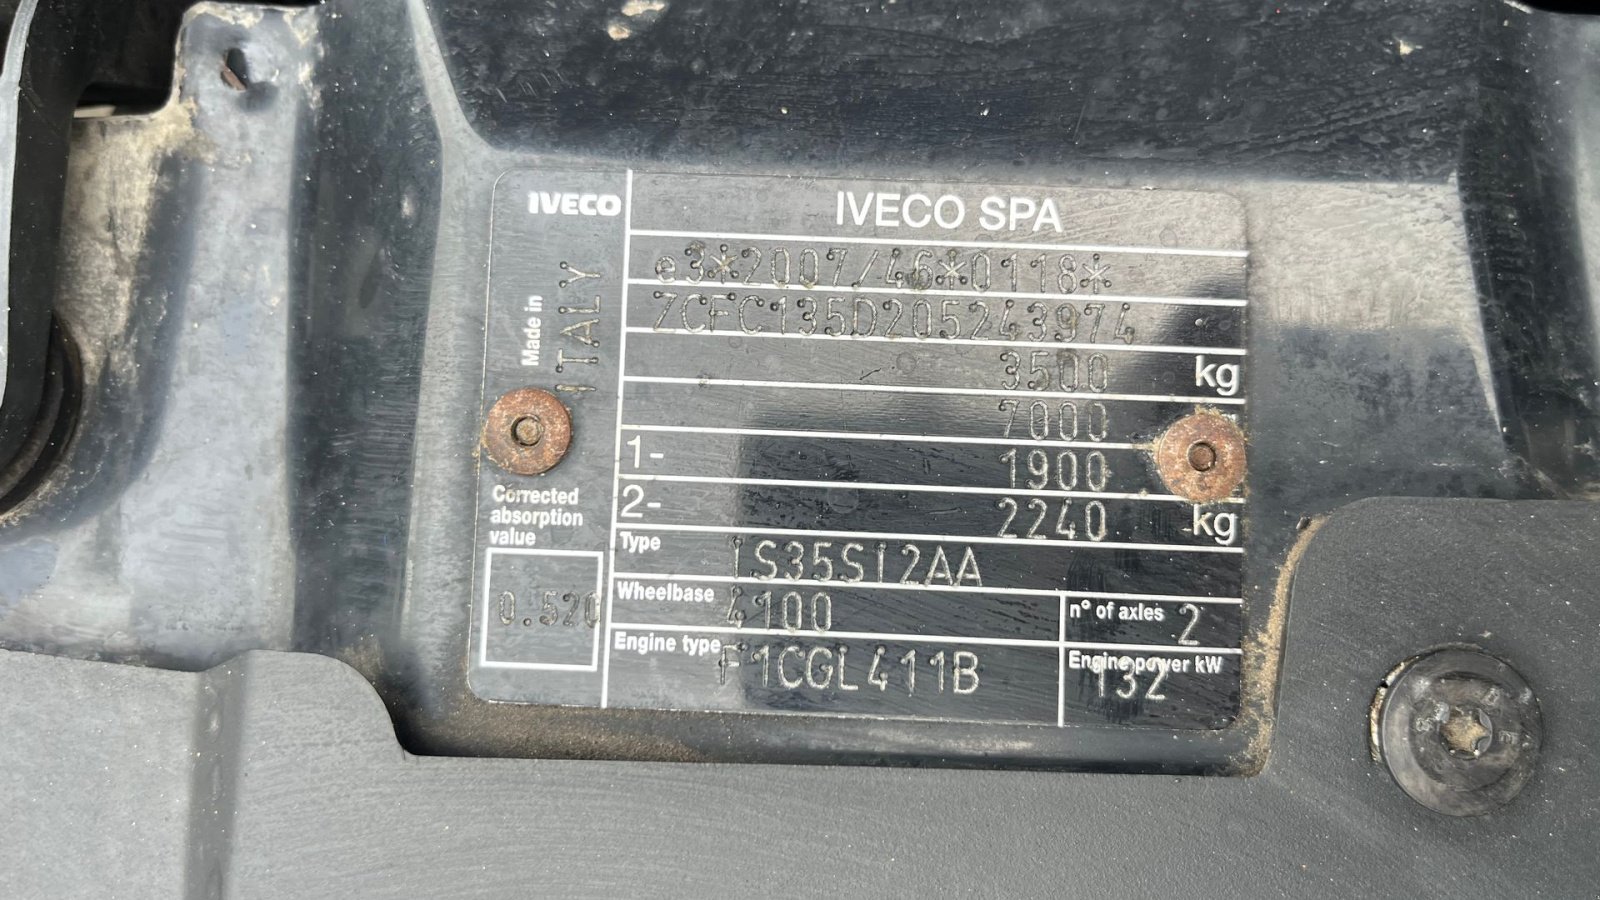 IVECO
IVECO SPA
e3*2007/46*0118*
ZCFC135D205243974
3500 kg
7000
1- 1900
2- 2240 kg
Made in
ITALY
Corrected
absorption
value
0.520
Type IS35SI2AA
Wheelbase 4100
n° of axles 2
Engine type F1CGL411B
Engine power kW
132